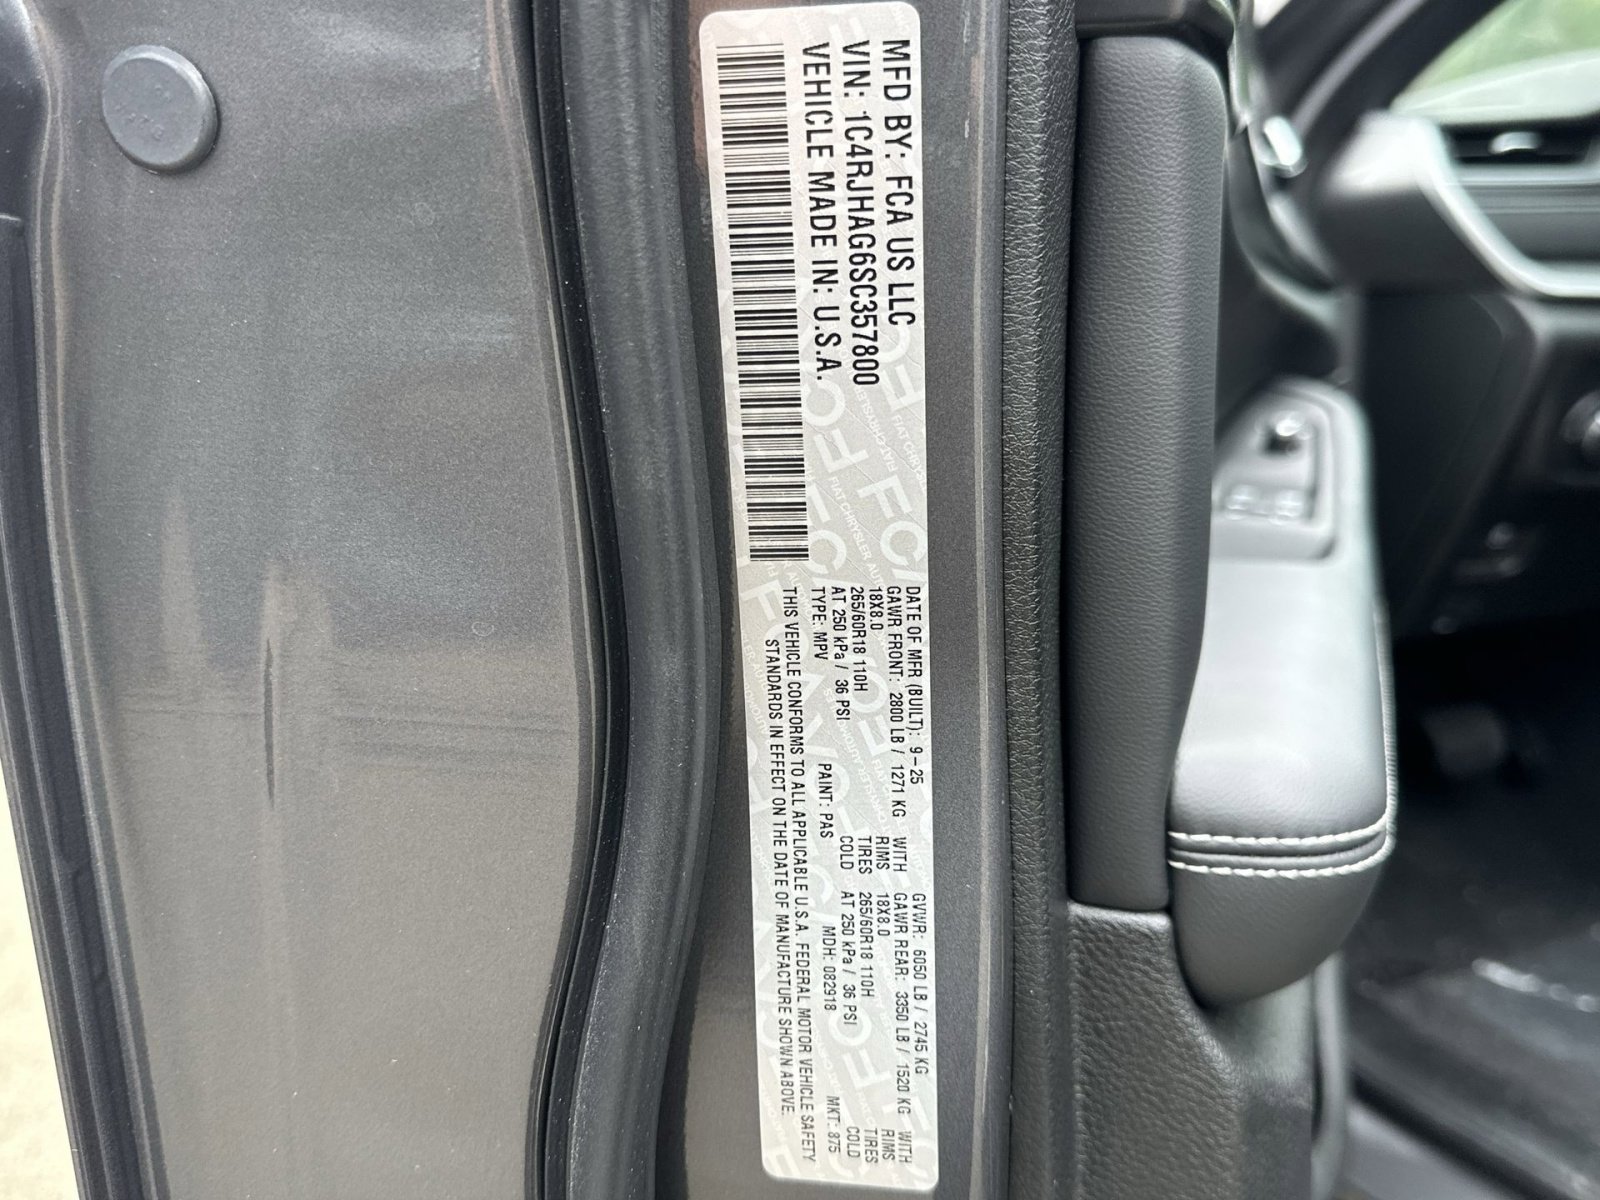 MFD BY: FCA US LLC
VIN: 1C4RJHAG6SC357800
VEHICLE MADE IN: U.S.A.
DATE OF MFR (BUILT): 9-25 GVWR: 6050 LB / 2745 KG
GAWR FRONT: 2800 LB / 1271 KG WITH GAWR REAR: 3350 LB / 1520 KG WITH
18X8.0 RIMS 18X8.0 RIMS
265/60R18 110H TIRES 265/60R18 110H TIRES
AT 250 kPa / 36 PSI COLD AT 250 kPa / 36 PSI COLD
TYPE: MPV PAINT: PAS MDH: 082918 MKT: 875
THIS VEHICLE CONFORMS TO ALL APPLICABLE U.S.A. FEDERAL MOTOR VEHICLE SAFETY
STANDARDS IN EFFECT ON THE DATE OF MANUFACTURE SHOWN ABOVE.